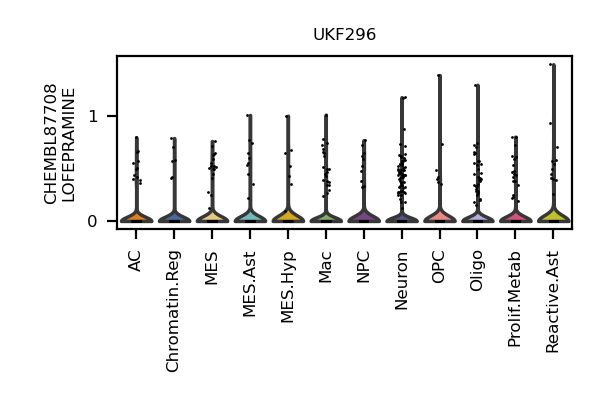 UKF296
CHEMBL87708
LOFEPRAMINE
1
0
AC
Chromatin.Reg
MES
MES.Ast
MES.Hyp
Mac
NPC
Neuron
OPC
Oligo
Prolif.Metab
Reactive.Ast